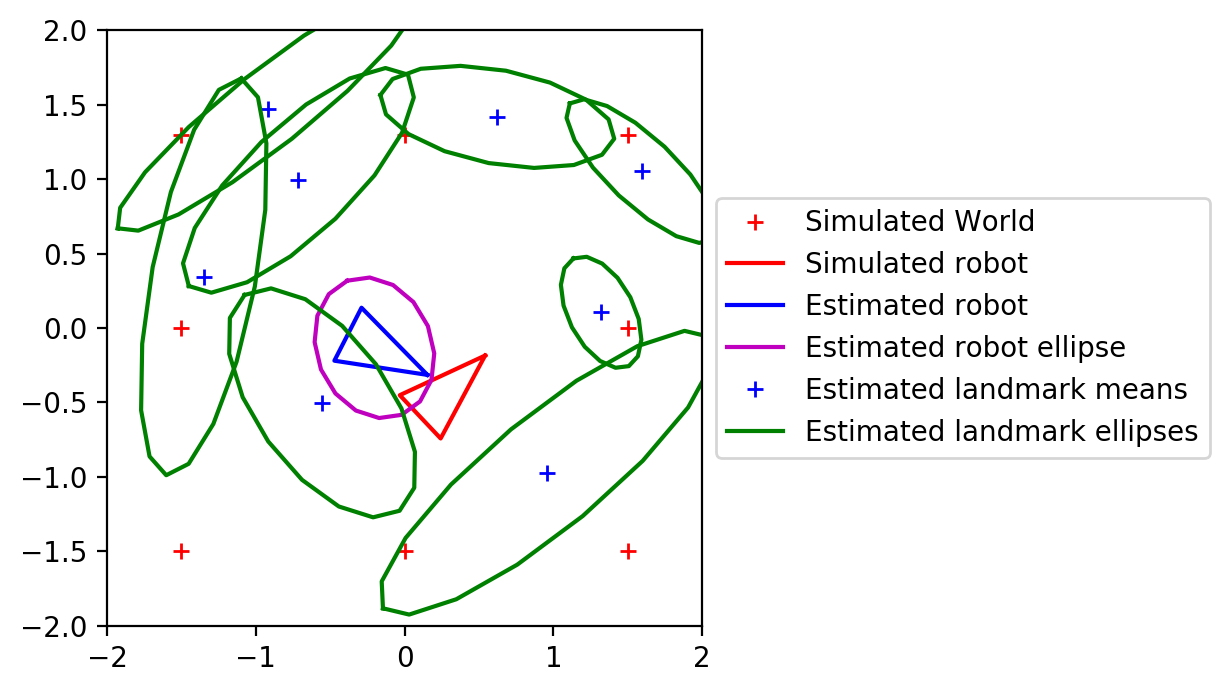 2.0
1.5
1.0
0.5
0.0
−0.5
−1.0
−1.5
−2.0
−2 −1 0 1 2
Simulated World
Simulated robot
Estimated robot
Estimated robot ellipse
Estimated landmark means
Estimated landmark ellipses